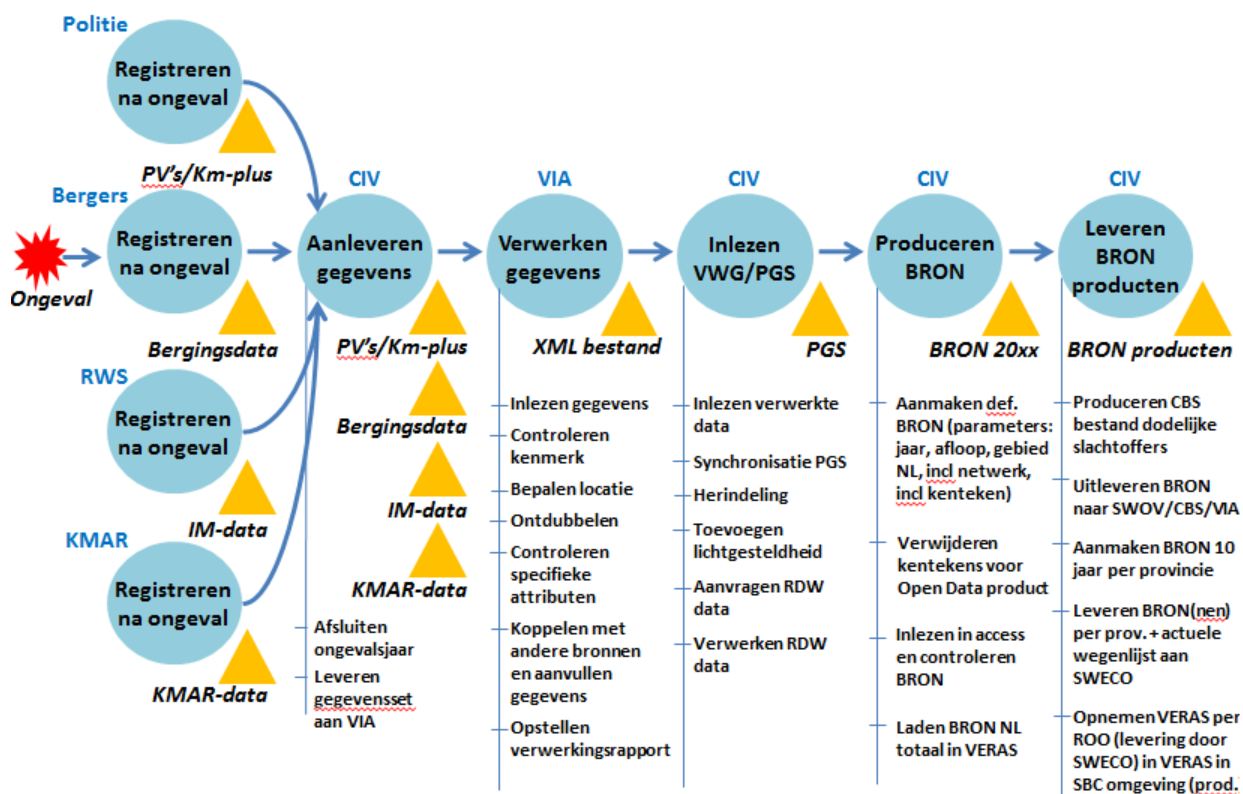 Politie
Registreren
na ongeval
PV's/Km-plus
Bergers
Registreren
na ongeval
Ongeval
Bergingsdata
RWS
Registreren
na ongeval
IM-data
KMAR
Registreren
na ongeval
KMAR-data
CIV
Aanleveren
gegevens
PV's/Km-plus
Bergingsdata
IM-data
KMAR-data
Afsluiten
ongevalsjaar
Leveren
gegevensset
aan VIA
VIA
Verwerken
gegevens
XML bestand
Inlezen gegevens
Controleren
kenmerk
Bepalen locatie
Ontdubbelen
Controleren
specifieke
attributen
Koppelen met
andere bronnen
en aanvullen
gegevens
Opstellen
verwerkingsrapport
CIV
Inlezen
VWG/PGS
PGS
Inlezen verwerkte
data
Synchronisatie PGS
Herindeling
Toevoegen
lichtgesteldheid
Aanvragen RDW
data
Verwerken RDW
data
CIV
Produceren
BRON
BRON 20xx
Aanmaken def.
BRON (parameters:
jaar, afloop, gebied
NL, incl netwerk,
incl kenteken)
Verwijderen
kentekens voor
Open Data product
Inlezen in access
en controleren
BRON
Laden BRON NL
totaal in VERAS
CIV
Leveren
BRON
producten
BRON producten
Produceren CBS
bestand dodelijke
slachtoffers
Uitleveren BRON
naar SWOV/CBS/VIA
Aanmaken BRON 10
jaar per provincie
Leveren BRON(nen)
per prov. + actuele
wegenlijst aan
SWECO
Opnemen VERAS per
ROO (levering door
SWECO) in VERAS in
SBC omgeving (prod.